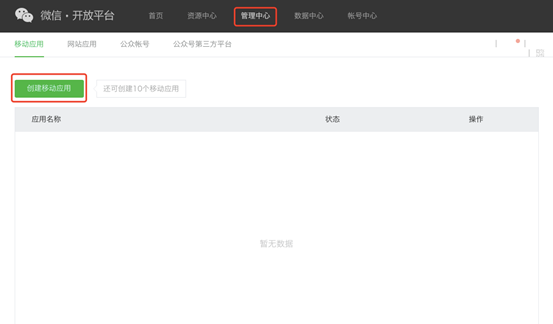 微信·开放平台 首页 资源中心 管理中心 数据中心 帐号中心
移动应用 网站应用 公众帐号 公众号第三方平台
创建移动应用 还可创建10个移动应用
应用名称 状态 操作
暂无数据